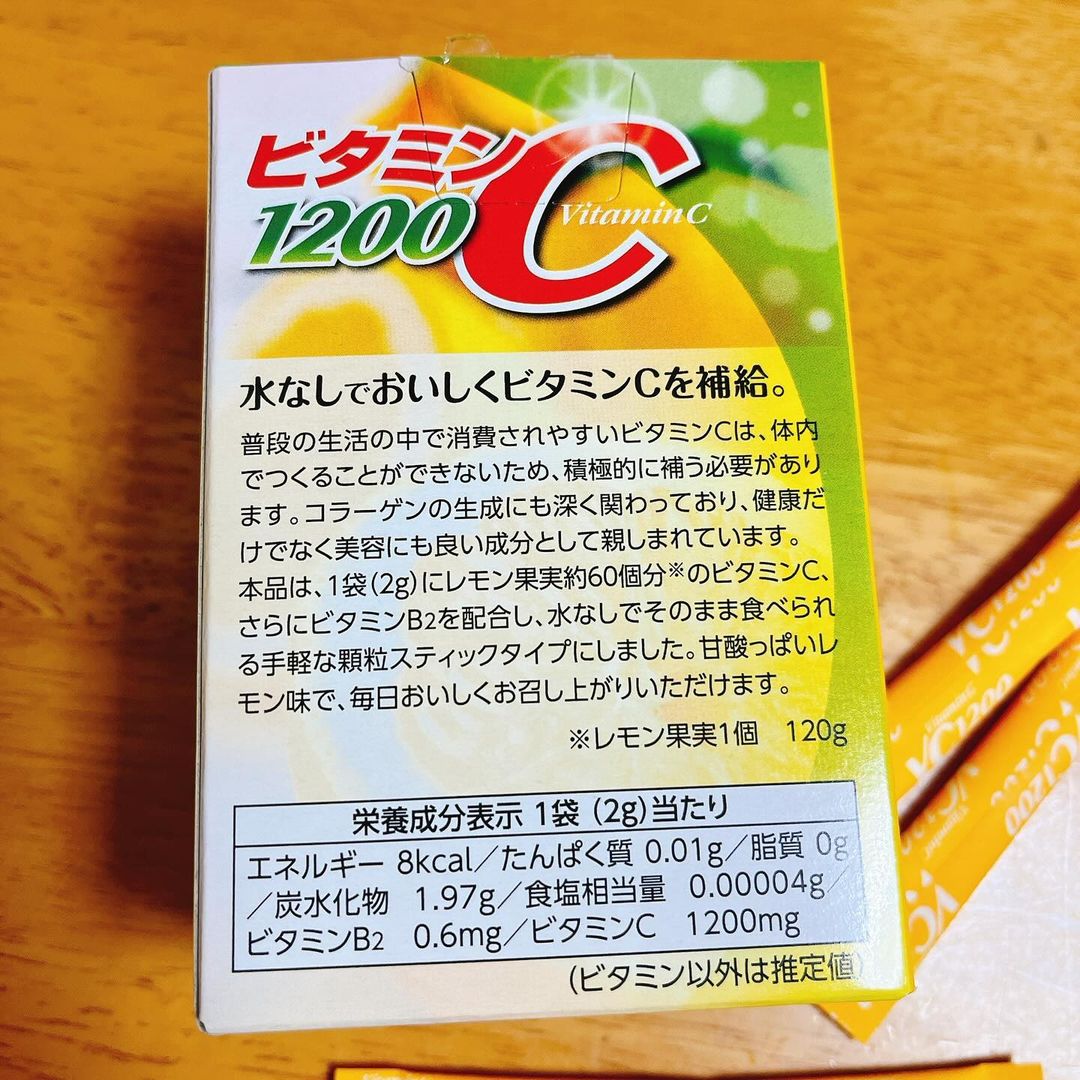 ビタミンC
1200
VitaminC
水なしでおいしくビタミンCを補給。
普段の生活の中で消費されやすいビタミンCは、体内
でつくることができないため、積極的に補う必要があり
ます。コラーゲンの生成にも深く関わっており、健康だ
けでなく美容にも良い成分として親しまれています。
本品は、1袋(2g)にレモン果実約60個分※のビタミンC、
さらにビタミンB2を配合し、水なしでそのまま食べられ
る手軽な顆粒スティックタイプにしました。甘酸っぱいレ
モン味で、毎日おいしくお召し上がりいただけます。
※レモン果実1個 120g
栄養成分表示 1袋 (2g)当たり
エネルギー 8kcal／たんぱく質 0.01g／脂質 0g
／炭水化物 1.97g／食塩相当量 0.00004g／
ビタミンB2 0.6mg／ビタミンC 1200mg
(ビタミン以外は推定値)
1200
C1200